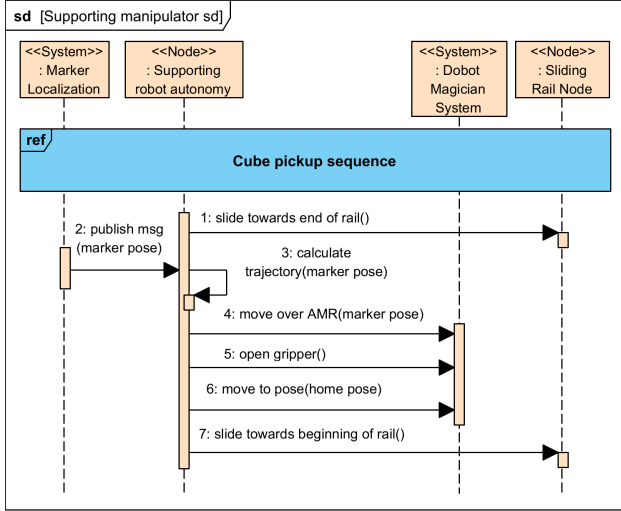 sd [Supporting manipulator sd]
<<System>>
: Marker
Localization
<<Node>>
: Supporting
robot autonomy
<<System>>
: Dobot
Magician
System
<<Node>>
: Sliding
Rail Node
ref
Cube pickup sequence
1: slide towards end of rail()
2: publish msg
(marker pose)
3: calculate
trajectory(marker pose)
4: move over AMR(marker pose)
5: open gripper()
6: move to pose(home pose)
7: slide towards beginning of rail()